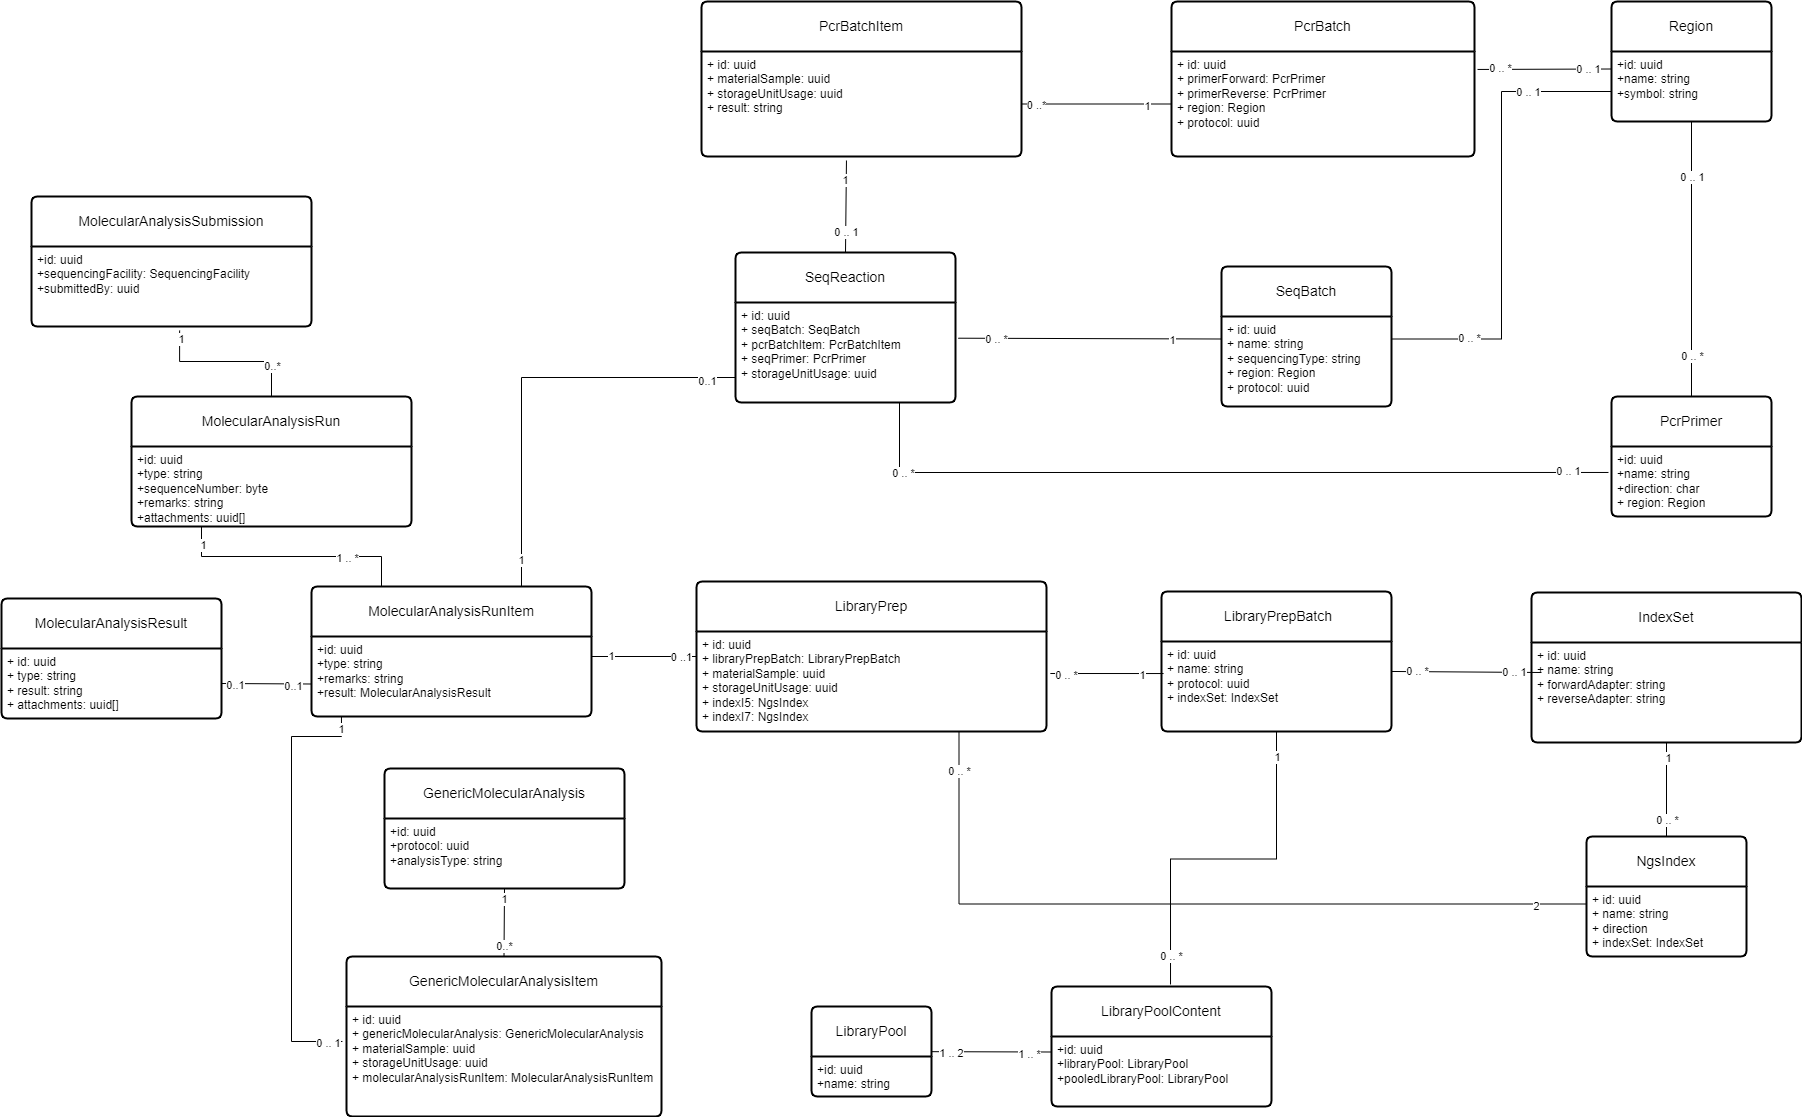 PcrBatchItem
+ id: uuid
+ materialSample: uuid
+ storageUnitUsage: uuid
+ result: string
0 ..*
1
PcrBatch
+ id: uuid
+ primerForward: PcrPrimer
+ primerReverse: PcrPrimer
+ region: Region
+ protocol: uuid
0 .. *
0 .. 1
Region
+id: uuid
+name: string
+symbol: string
0 .. 1
1
0 .. 1
0 .. 1
0 .. *
MolecularAnalysisSubmission
+id: uuid
+sequencingFacility: SequencingFacility
+submittedBy: uuid
1
0..*
SeqReaction
+ id: uuid
+ seqBatch: SeqBatch
+ pcrBatchItem: PcrBatchItem
+ seqPrimer: PcrPrimer
+ storageUnitUsage: uuid
0 .. *
1
SeqBatch
+ id: uuid
+ name: string
+ sequencingType: string
+ region: Region
+ protocol: uuid
0 .. *
0..1
1
0 .. *
0 .. 1
PcrPrimer
+id: uuid
+name: string
+direction: char
+ region: Region
MolecularAnalysisRun
+id: uuid
+type: string
+sequenceNumber: byte
+remarks: string
+attachments: uuid[]
1
1 .. *
MolecularAnalysisResult
+ id: uuid
+ type: string
+ result: string
+ attachments: uuid[]
0..1
0..1
MolecularAnalysisRunItem
+id: uuid
+type: string
+remarks: string
+result: MolecularAnalysisResult
1
0 ..1
LibraryPrep
+ id: uuid
+ libraryPrepBatch: LibraryPrepBatch
+ materialSample: uuid
+ storageUnitUsage: uuid
+ indexI5: NgsIndex
+ indexI7: NgsIndex
0 .. *
1
LibraryPrepBatch
+ id: uuid
+ name: string
+ protocol: uuid
+ indexSet: IndexSet
0 .. *
0 .. 1
IndexSet
+ id: uuid
+ name: string
+ forwardAdapter: string
+ reverseAdapter: string
1
0 .. *
1
1
0 .. *
NgsIndex
+ id: uuid
+ name: string
+ direction
+ indexSet: IndexSet
2
GenericMolecularAnalysis
+id: uuid
+protocol: uuid
+analysisType: string
1
0..*
GenericMolecularAnalysisItem
+ id: uuid
+ genericMolecularAnalysis: GenericMolecularAnalysis
+ materialSample: uuid
+ storageUnitUsage: uuid
+ molecularAnalysisRunItem: MolecularAnalysisRunItem
0 .. 1
0 .. *
LibraryPool
+id: uuid
+name: string
1 .. 2
1 .. *
LibraryPoolContent
+id: uuid
+libraryPool: LibraryPool
+pooledLibraryPool: LibraryPool